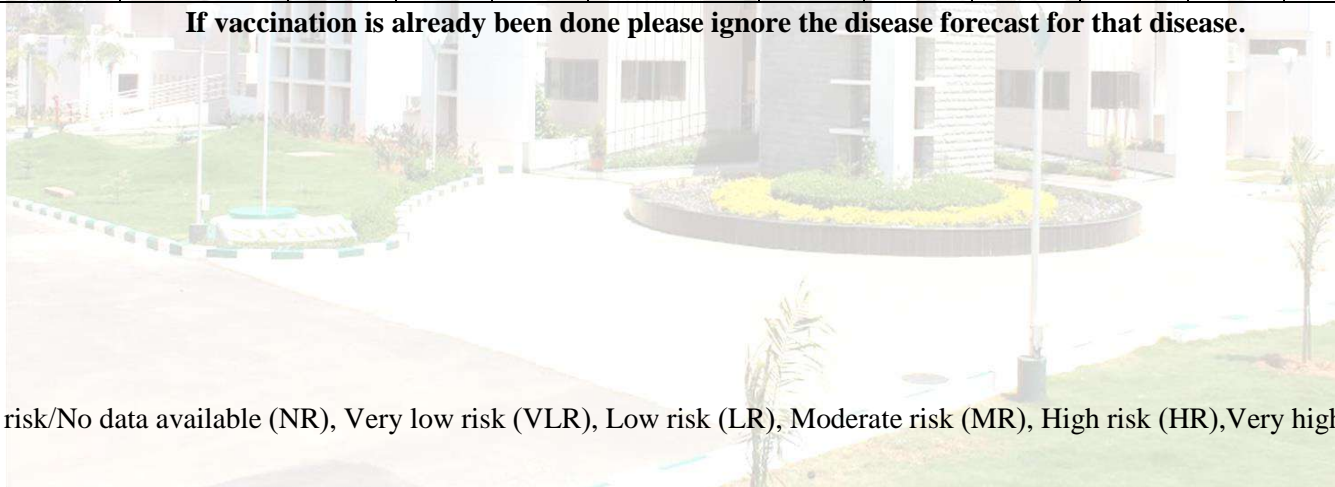 If vaccination is already been done please ignore the disease forecast for that disease.
risk/No data available (NR), Very low risk (VLR), Low risk (LR), Moderate risk (MR), High risk (HR),Very high